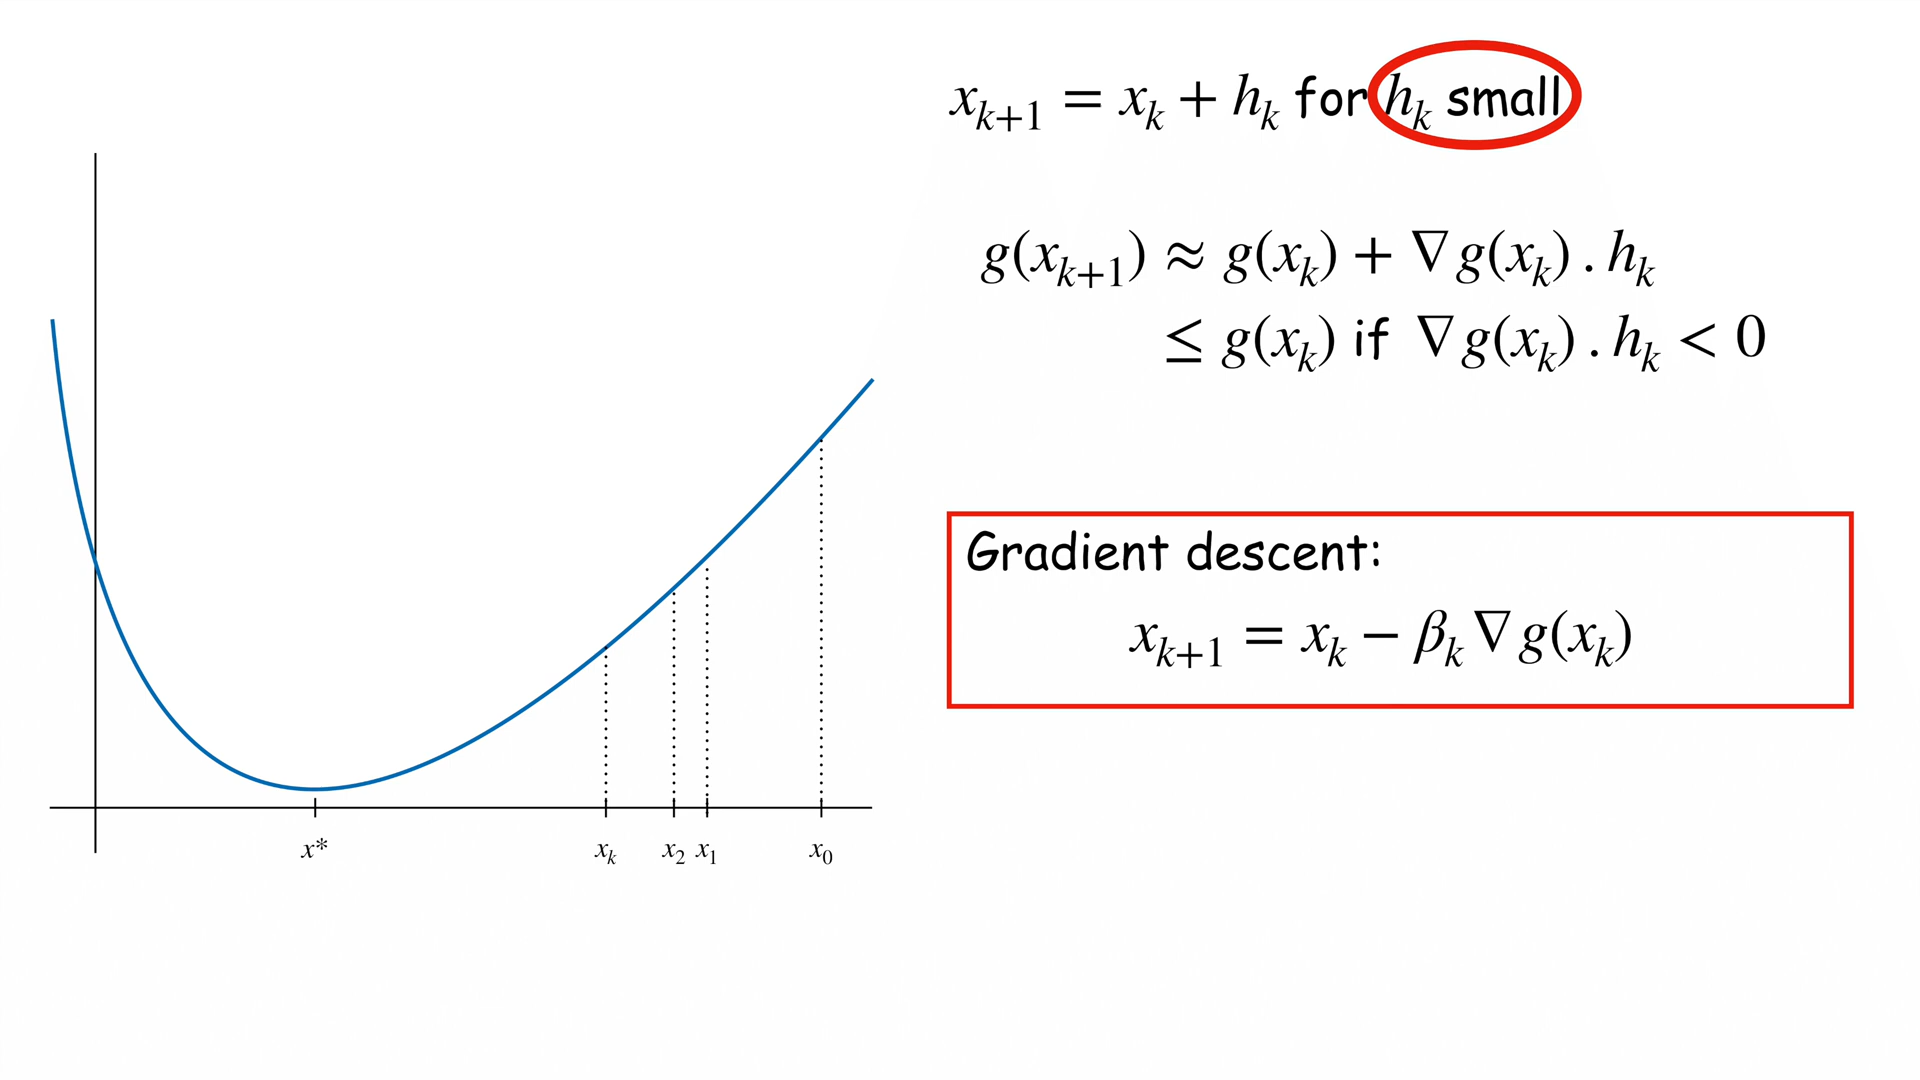 x_{k+1} = x_k + h_k for h_k small
g(x_{k+1}) ≈ g(x_k) + ∇g(x_k) . h_k
≤ g(x_k) if ∇g(x_k) . h_k < 0
Gradient descent:
x_{k+1} = x_k − β_k ∇g(x_k)
x* x_k x_2 x_1 x_0